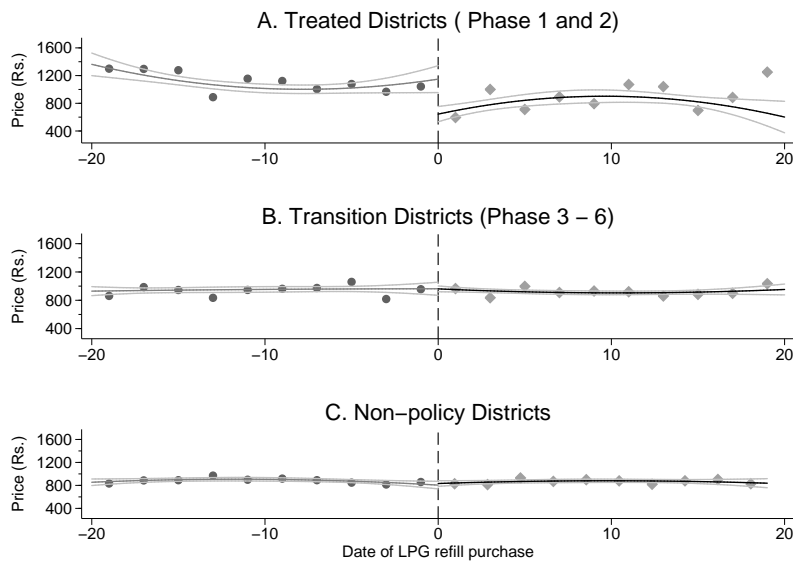 A. Treated Districts ( Phase 1 and 2)
Price (Rs.)
1600
1200
800
400
−20 −10 0 10 20
B. Transition Districts (Phase 3 − 6)
Price (Rs.)
1600
1200
800
400
−20 −10 0 10 20
C. Non−policy Districts
Price (Rs.)
1600
1200
800
400
−20 −10 0 10 20
Date of LPG refill purchase